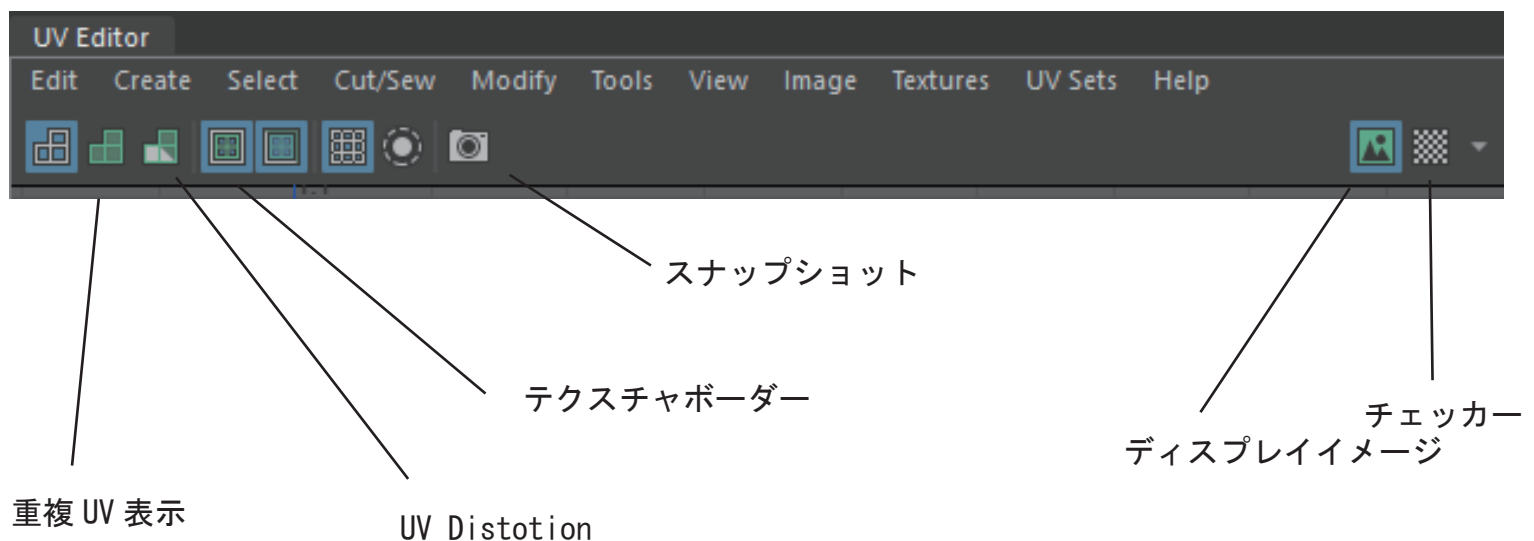 UV Editor
Edit Create Select Cut/Sew Modify Tools View Image Textures UV Sets Help
スナップショット
テクスチャボーダー
チェッカー
ディスプレイイメージ
重複 UV 表示
UV Distotion